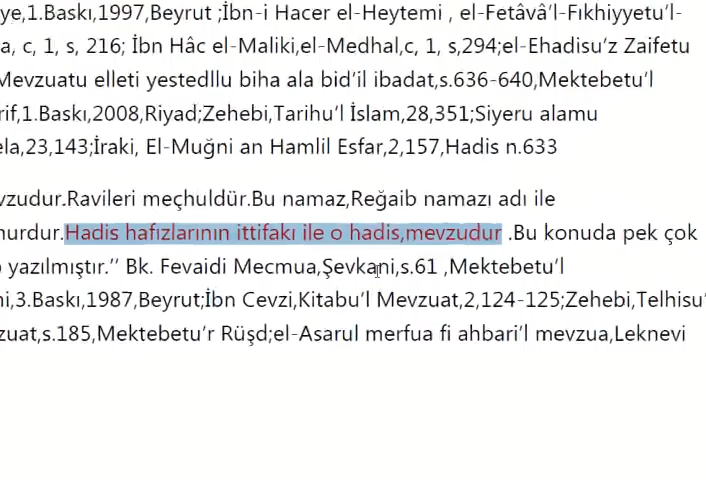 ye,1.Baskı,1997,Beyrut ;İbn-i Hacer el-Heytemi , el-Fetâvâ’l-Fıkhiyyetu’l-
a, c, 1, s, 216; İbn Hâc el-Maliki,el-Medhal,c, 1, s,294;el-Ehadisu’z Zaifetu
Mevzuatu elleti yestedllu biha ala bid’il ibadat,s.636-640,Mektebetu’l
rif,1.Baskı,2008,Riyad;Zehebi,Tarihu’l İslam,28,351;Siyeru alamu
ela,23,143;İraki, El-Muğni an Hamlil Esfar,2,157,Hadis n.633
vzudur.Ravileri meçhuldür.Bu namaz,Reğaib namazı adı ile
hurdur.Hadis hafızlarının ittifakı ile o hadis,mevzudur .Bu konuda pek çok
yazılmıştır.’’ Bk. Fevaidi Mecmua,Şevkani,s.61 ,Mektebetu’l
ni,3.Baskı,1987,Beyrut;İbn Cevzi,Kitabu’l Mevzuat,2,124-125;Zehebi,Telhisu’
zuat,s.185,Mektebetu’r Rüşd;el-Asarul merfua fi ahbari’l mevzua,Leknevi